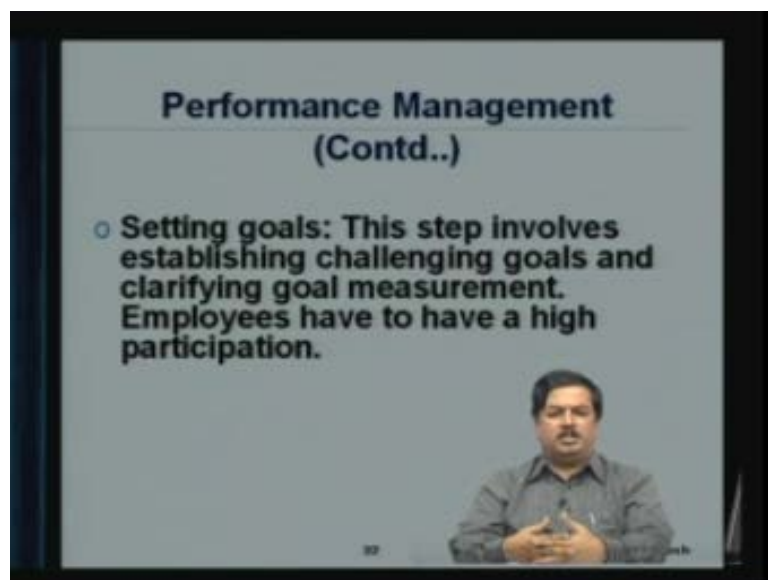 Performance Management
(Contd..)
o Setting goals: This step involves
establishing challenging goals and
clarifying goal measurement.
Employees have to have a high
participation.